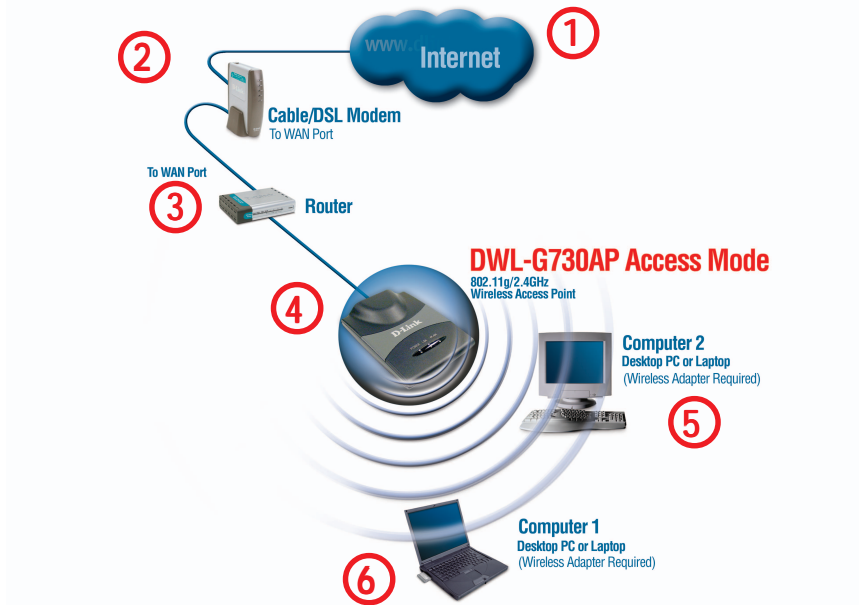 1
2
www.d
Internet
Cable/DSL Modem
To WAN Port
To WAN Port
3
Router
DWL-G730AP Access Mode
802.11g/2.4GHz
Wireless Access Point
4
D-Link
Computer 2
Desktop PC or Laptop
(Wireless Adapter Required)
5
Computer 1
Desktop PC or Laptop
(Wireless Adapter Required)
6